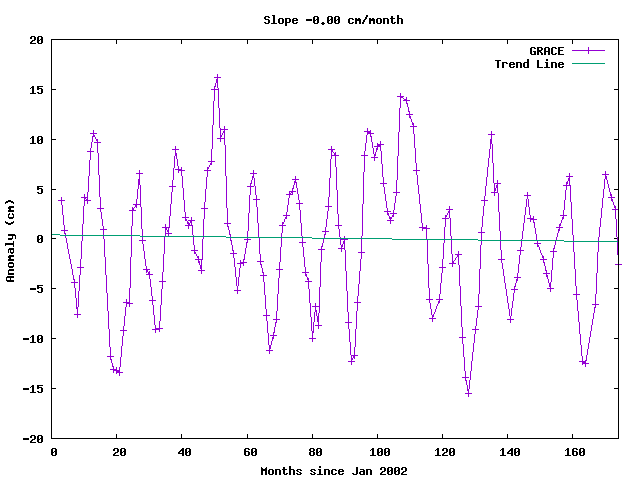 Slope -0.00 cm/month
GRACE
Trend Line
20
15
10
5
0
-5
-10
-15
-20
Anomaly (cm)
0 20 40 60 80 100 120 140 160
Months since Jan 2002